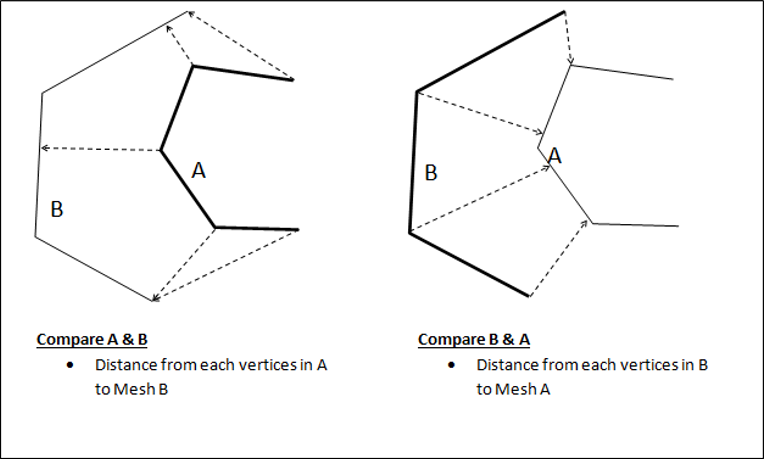 A
B
B
A
Compare A & B
• Distance from each vertices in A
to Mesh B
Compare B & A
• Distance from each vertices in B
to Mesh A